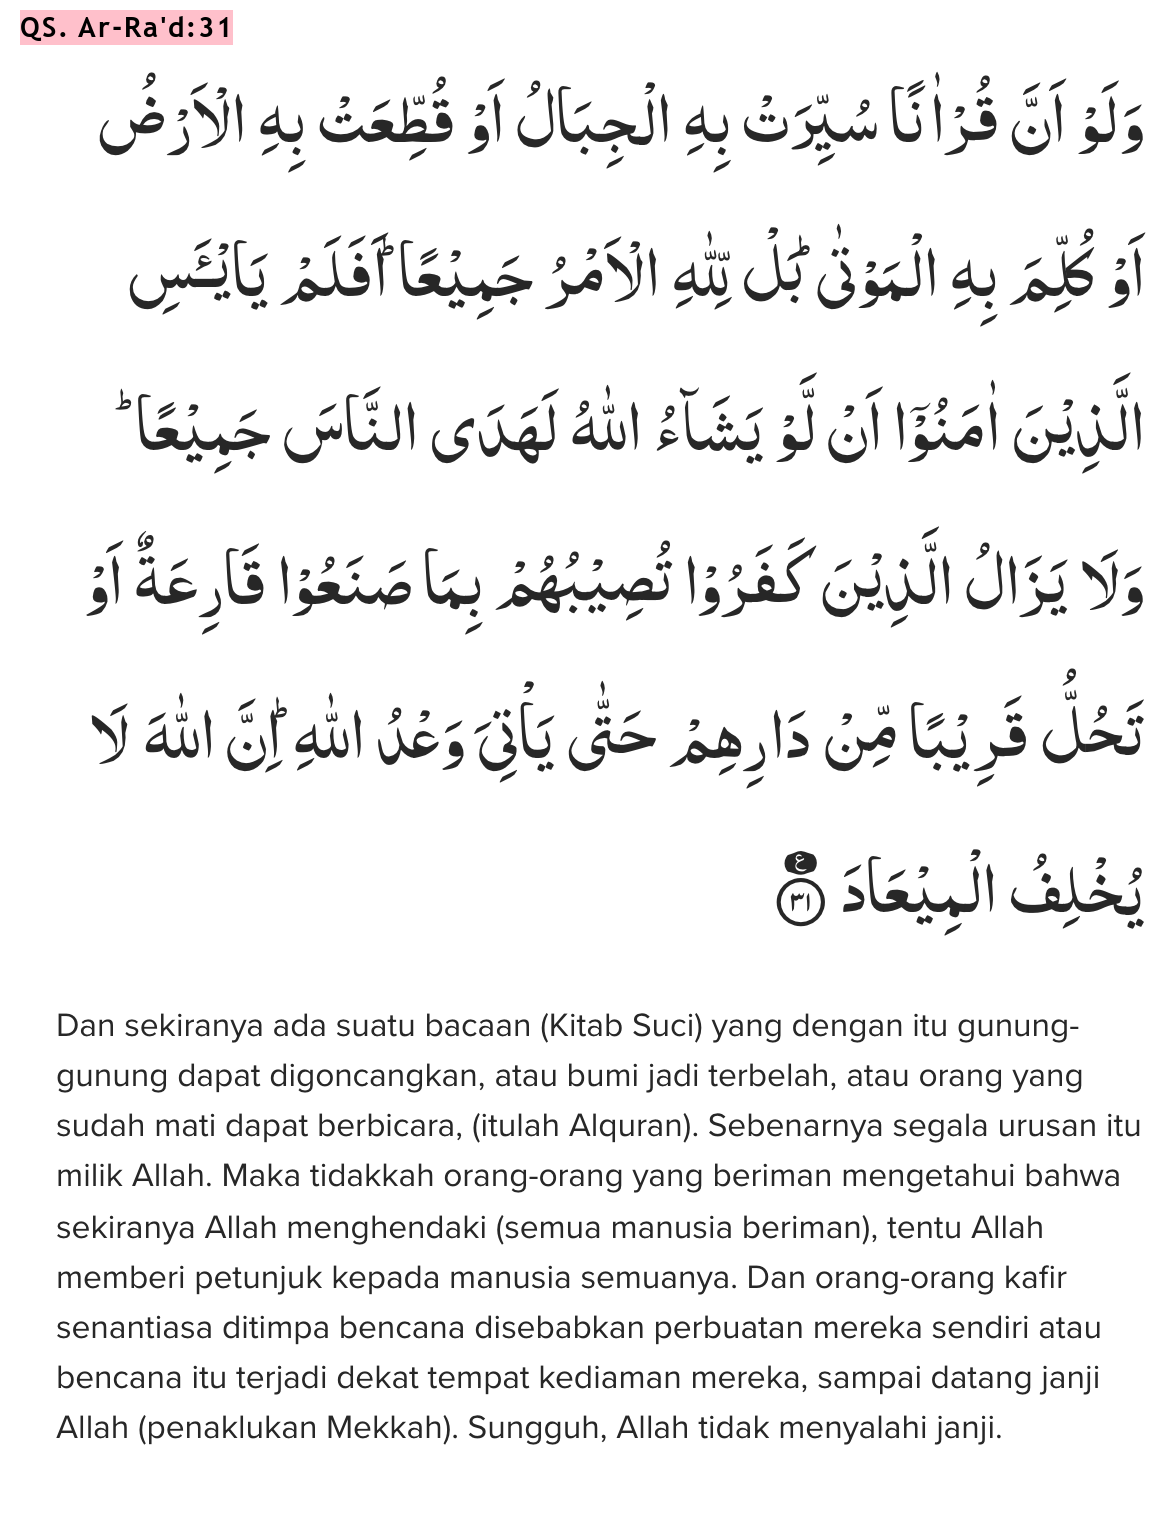 QS. Ar-Ra'd:31
وَلَوْ اَنَّ قُرْاٰنًا سُيِّرَتْ بِهِ الْجِبَالُ اَوْ قُطِّعَتْ بِهِ الْاَرْضُ
اَوْ كُلِّمَ بِهِ الْمَوْتٰىۗ بَلْ لِّلّٰهِ الْاَمْرُ جَمِيْعًاۗ اَفَلَمْ يَا۟يْـَٔسِ
الَّذِيْنَ اٰمَنُوْٓا اَنْ لَّوْ يَشَاۤءُ اللّٰهُ لَهَدَى النَّاسَ جَمِيْعًاۗ
وَلَا يَزَالُ الَّذِيْنَ كَفَرُوْا تُصِيْبُهُمْ بِمَا صَنَعُوْا قَارِعَةٌ اَوْ
تَحُلُّ قَرِيْبًا مِّنْ دَارِهِمْ حَتّٰى يَأْتِيَ وَعْدُ اللّٰهِۗ اِنَّ اللّٰهَ لَا
يُخْلِفُ الْمِيْعَادَ ࣖ ٣١
Dan sekiranya ada suatu bacaan (Kitab Suci) yang dengan itu gunung-
gunung dapat digoncangkan, atau bumi jadi terbelah, atau orang yang
sudah mati dapat berbicara, (itulah Alquran). Sebenarnya segala urusan itu
milik Allah. Maka tidakkah orang-orang yang beriman mengetahui bahwa
sekiranya Allah menghendaki (semua manusia beriman), tentu Allah
memberi petunjuk kepada manusia semuanya. Dan orang-orang kafir
senantiasa ditimpa bencana disebabkan perbuatan mereka sendiri atau
bencana itu terjadi dekat tempat kediaman mereka, sampai datang janji
Allah (penaklukan Mekkah). Sungguh, Allah tidak menyalahi janji.